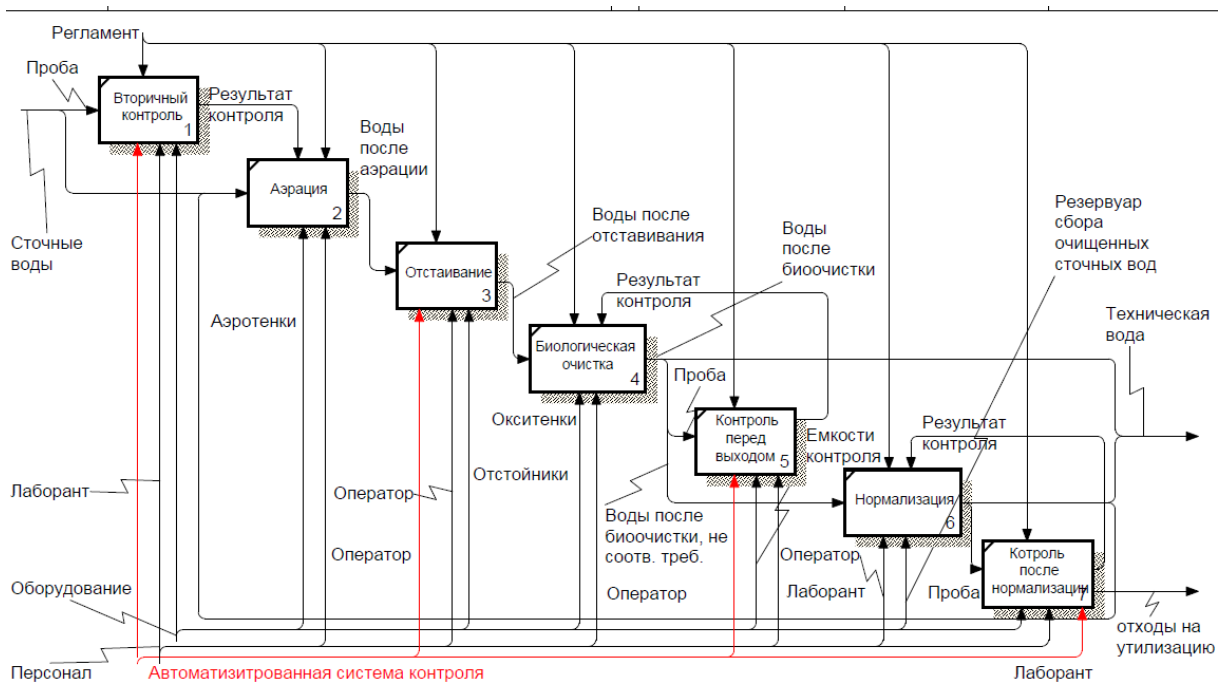 Регламент
Проба
Вторичный
контроль
1
Результат
контроля
Воды
после
аэрации
Аэрация
2
Сточные
воды
Воды после
отставивания
Воды
после
биоочистки
Резервуар
сбора
очищенных
сточных вод
Отстаивание
3
Результат
контроля
Аэротенки
Техническая
вода
Биологическая
очистка
4
Проба
Окситенки
Контроль
перед
выходом
5
Емкости
контроля
Результат
контроля
Отстойники
Лаборант
Оператор
Нормализация
6
Воды после
биоочистки, не
соотв. треб.
Оператор
Оператор
Лаборант
Котроль
после
нормализации
7
Оборудование
Оператор
Проба
отходы на
утилизацию
Персонал
Автоматизитрованная система контроля
Лаборант